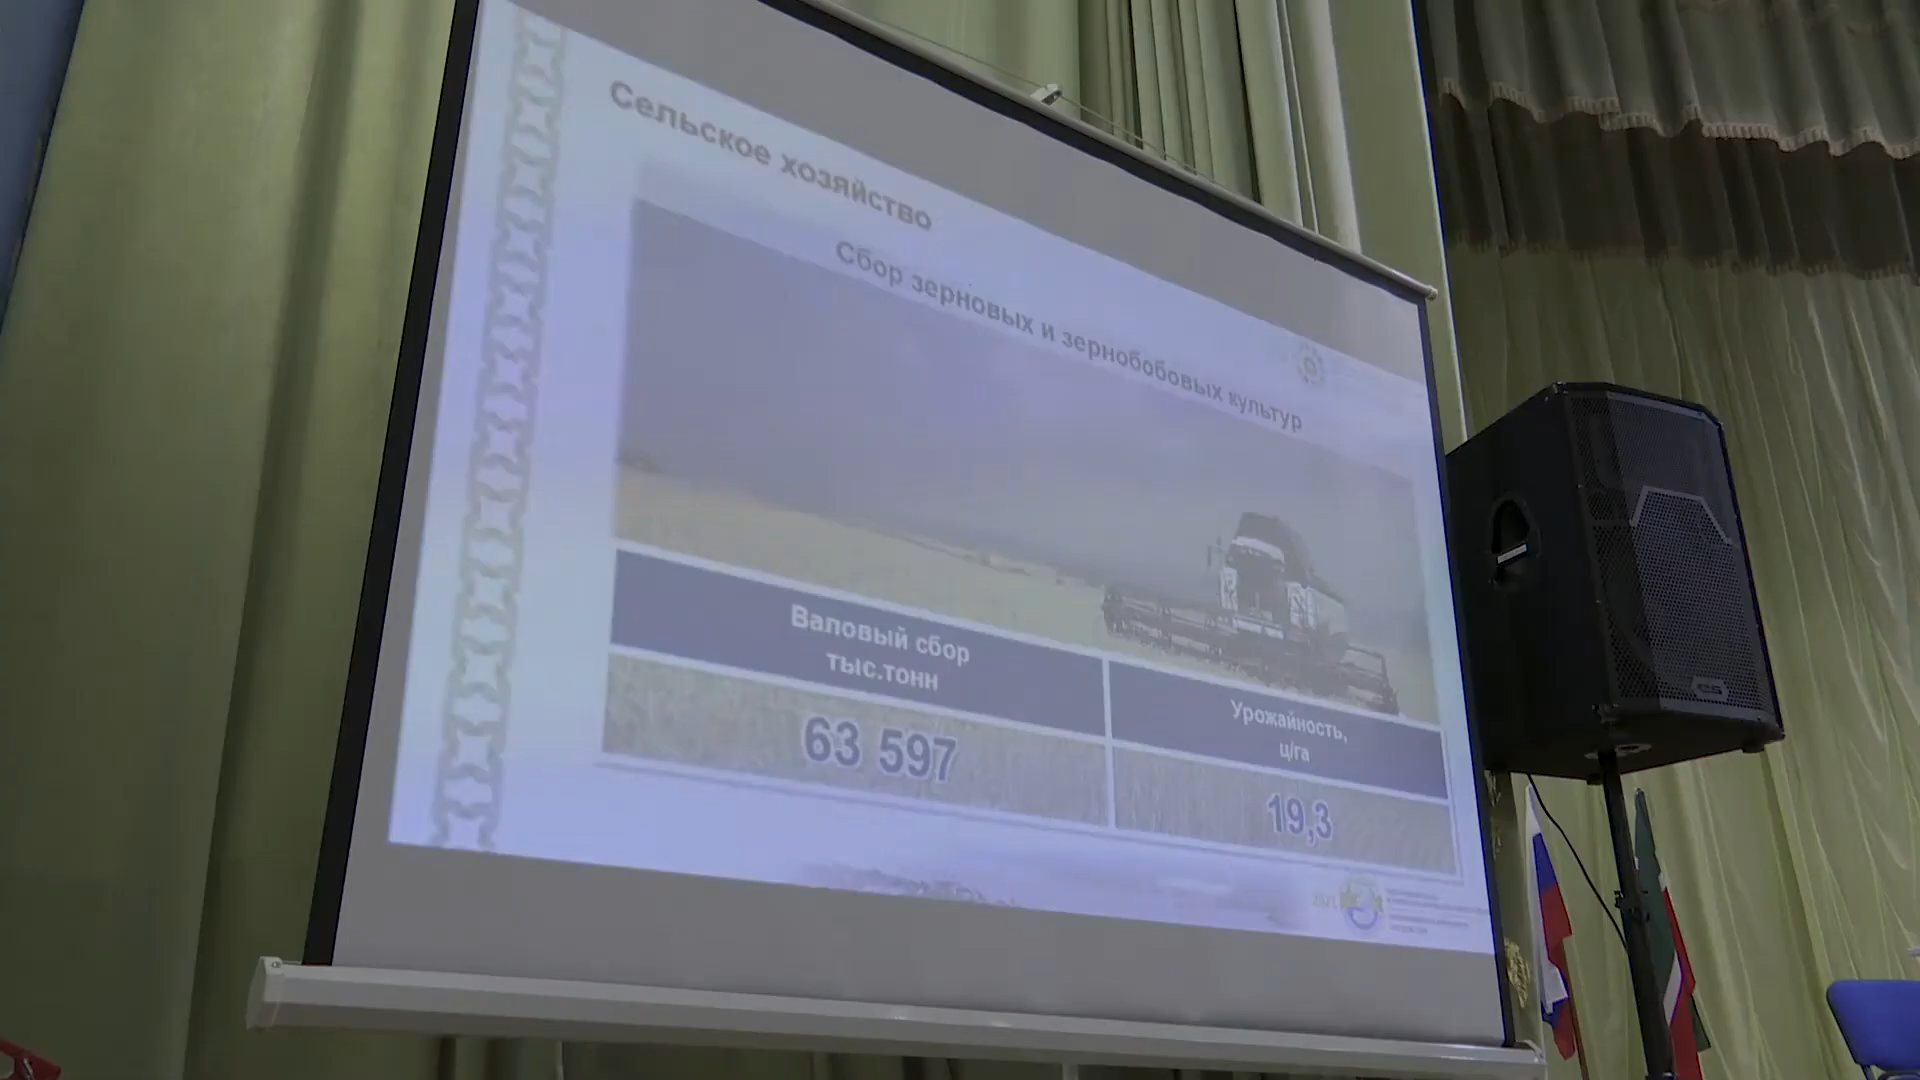 Сельское хозяйство
Сбор зерновых и зернобобовых культур
Валовый сбор
тыс.тонн
Урожайность,
ц/га
63 597
19,3